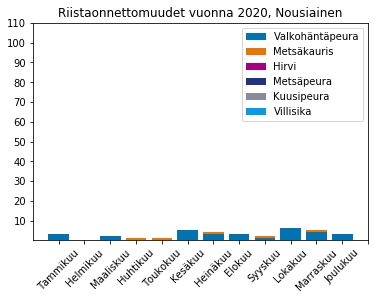 Riistaonnettomuudet vuonna 2020, Nousiainen
110
100
90
80
70
60
50
40
30
20
10
Valkohäntäpeura
Metsäkauris
Hirvi
Metsäpeura
Kuusipeura
Villisika
Tammikuu
Helmikuu
Maaliskuu
Huhtikuu
Toukokuu
Kesäkuu
Heinäkuu
Elokuu
Syyskuu
Lokakuu
Marraskuu
Joulukuu